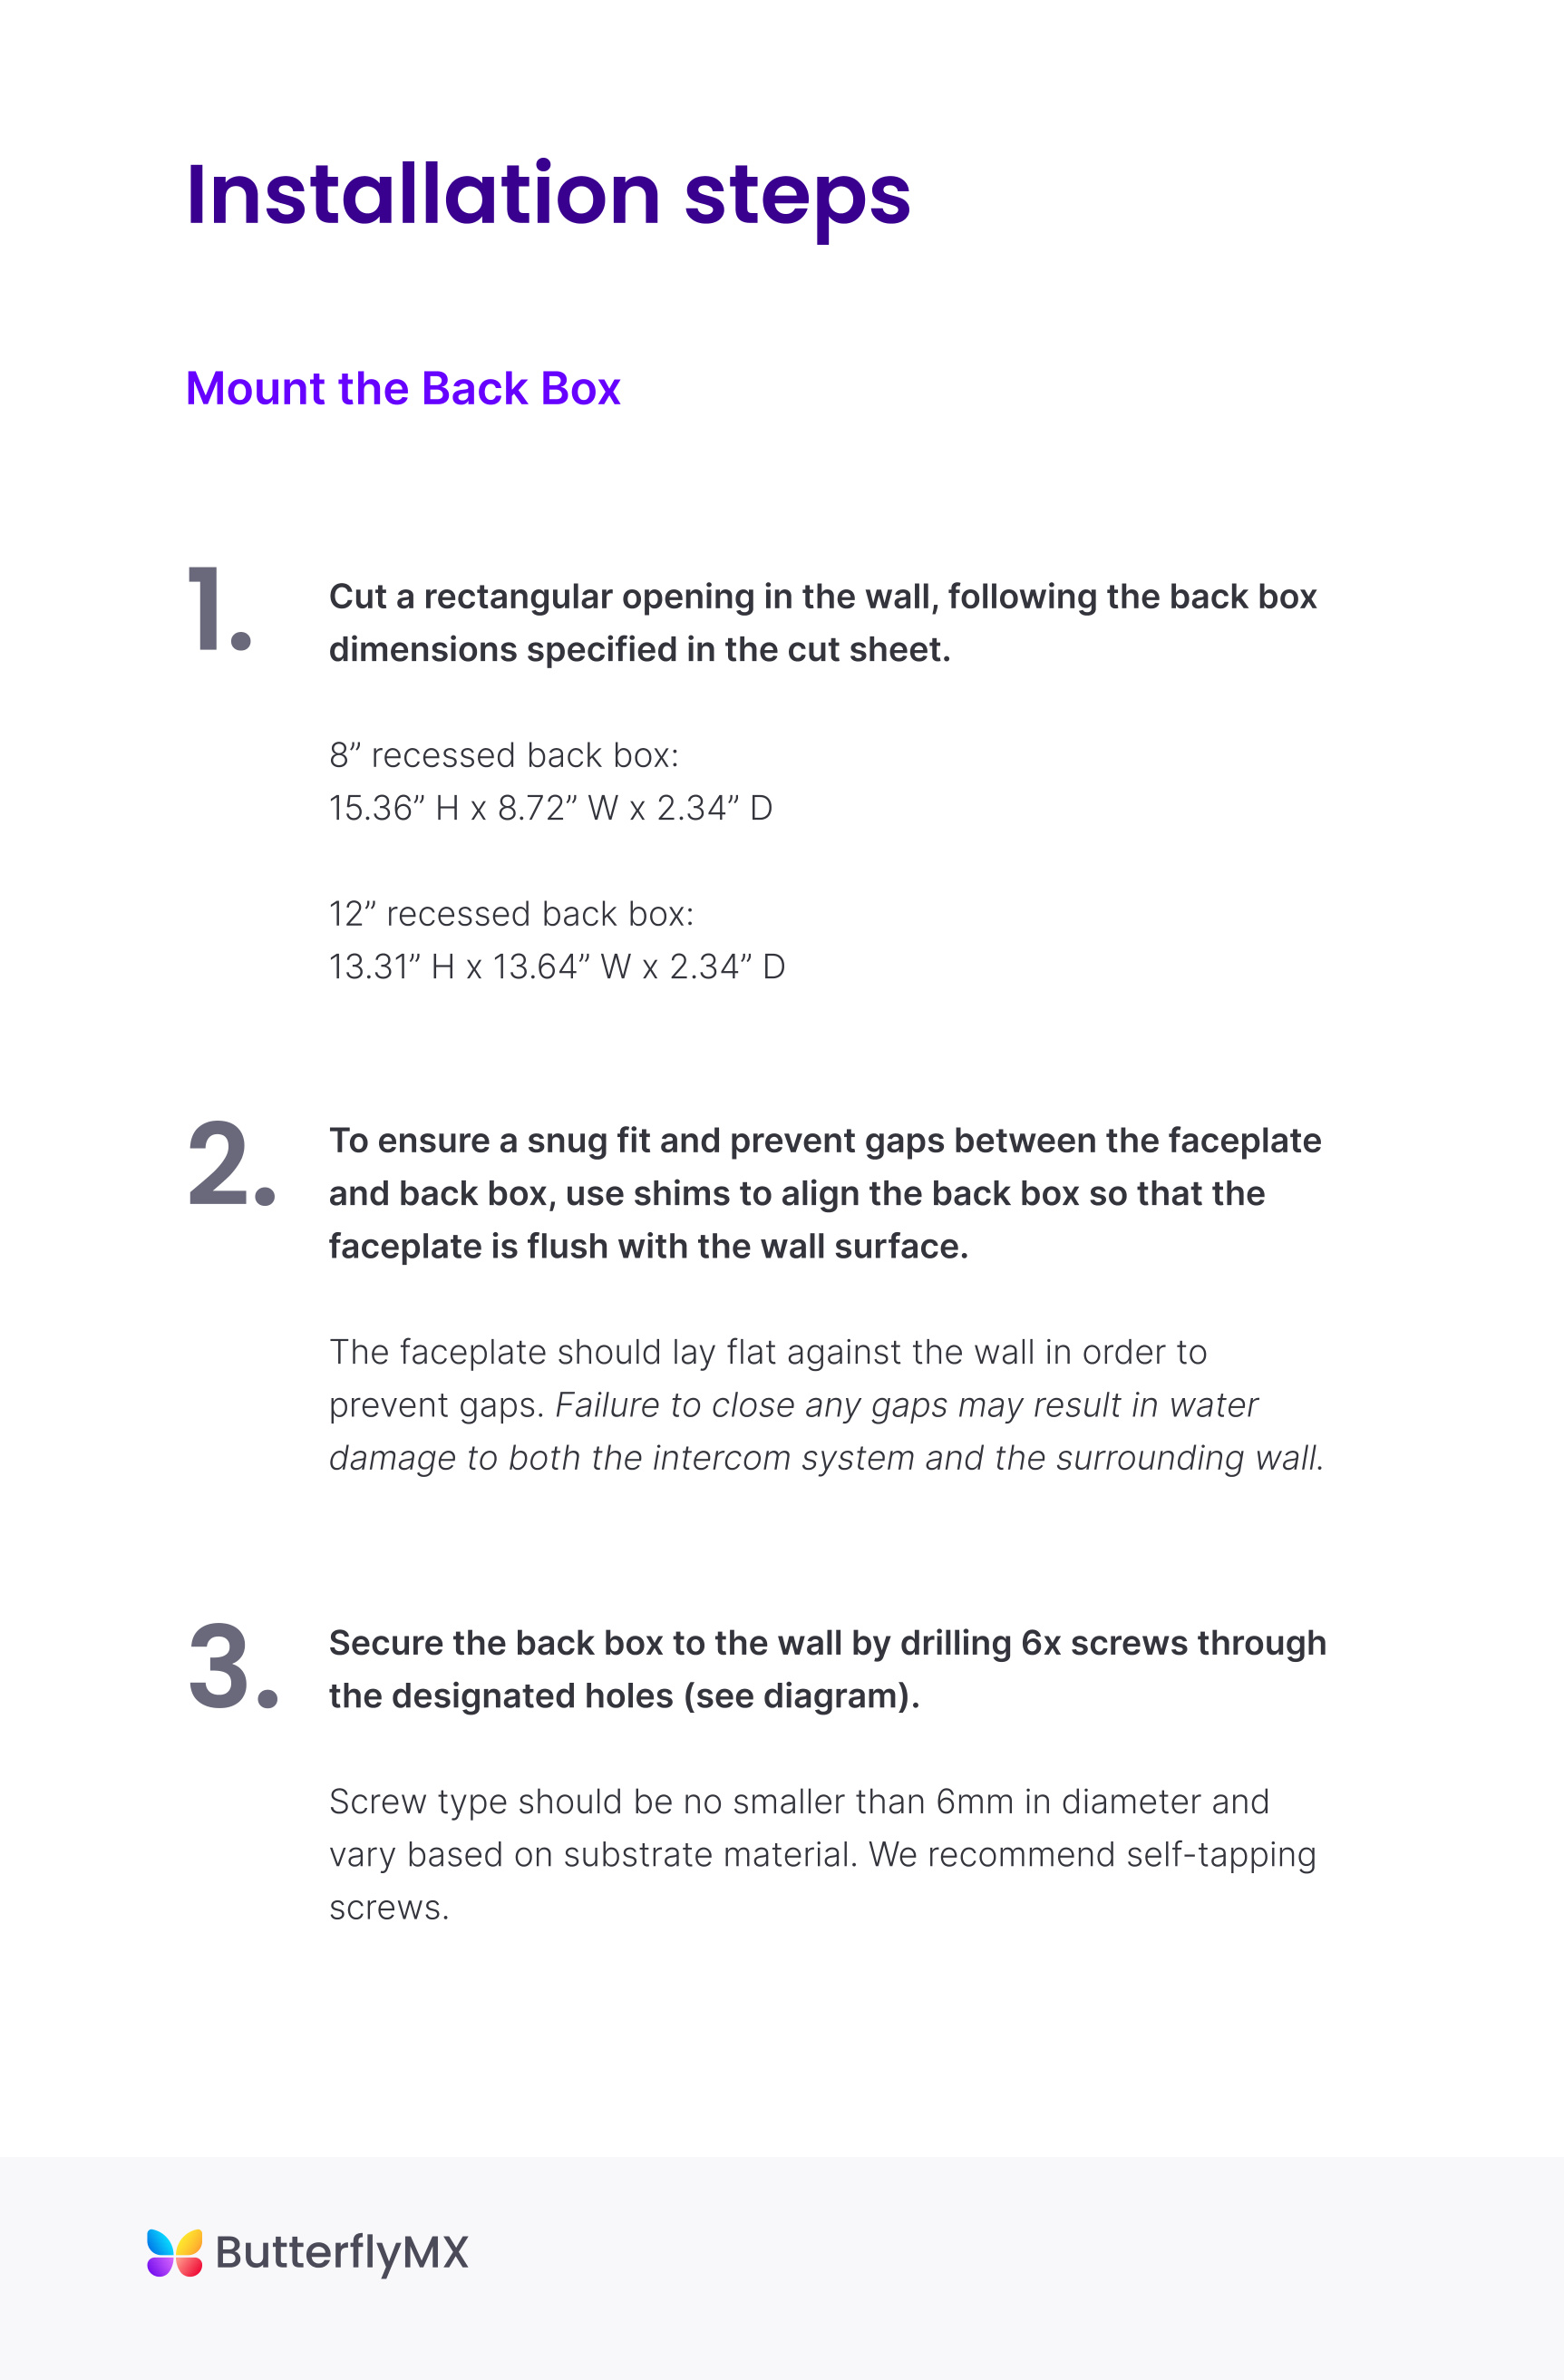 Installation steps
Mount the Back Box
1.
Cut a rectangular opening in the wall, following the back box
dimensions specified in the cut sheet.
8” recessed back box:
15.36” H x 8.72” W x 2.34” D
12” recessed back box:
13.31” H x 13.64” W x 2.34” D
2.
To ensure a snug fit and prevent gaps between the faceplate
and back box, use shims to align the back box so that the
faceplate is flush with the wall surface.
The faceplate should lay flat against the wall in order to
prevent gaps. Failure to close any gaps may result in water
damage to both the intercom system and the surrounding wall.
3.
Secure the back box to the wall by drilling 6x screws through
the designated holes (see diagram).
Screw type should be no smaller than 6mm in diameter and
vary based on substrate material. We recommend self-tapping
screws.
ButterflyMX